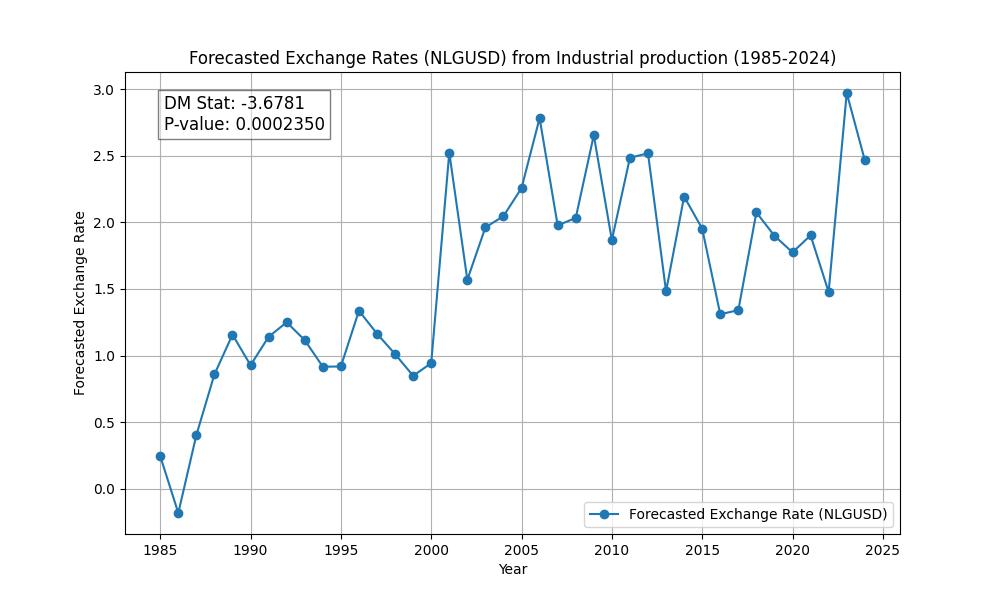 Forecasted Exchange Rates (NLGUSD) from Industrial production (1985-2024)
DM Stat: -3.6781
P-value: 0.0002350
Forecasted Exchange Rate
3.0
2.5
2.0
1.5
1.0
0.5
0.0
Forecasted Exchange Rate (NLGUSD)
1985 1990 1995 2000 2005 2010 2015 2020 2025
Year